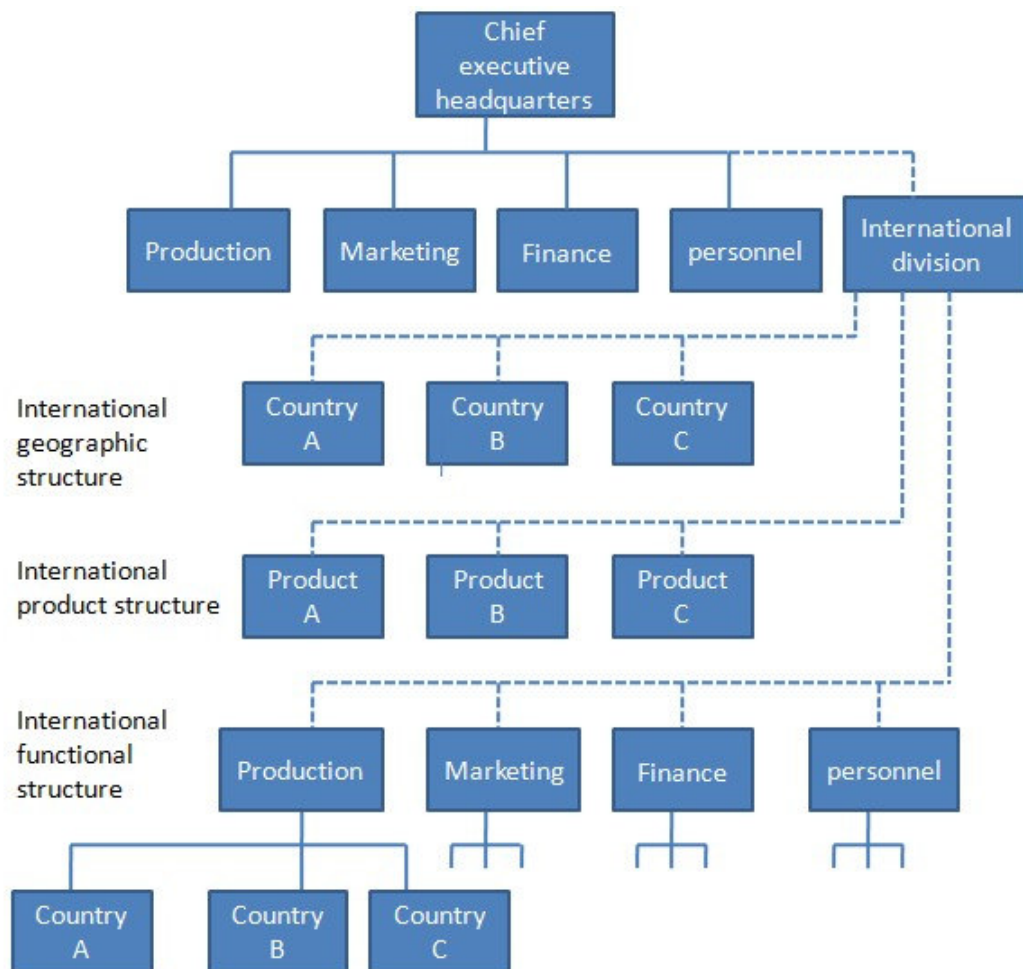 Chief
executive
headquarters
Production
Marketing
Finance
personnel
International
division
International
geographic
structure
Country
A
Country
B
Country
C
International
product structure
Product
A
Product
B
Product
C
International
functional
structure
Production
Marketing
Finance
personnel
Country
A
Country
B
Country
C